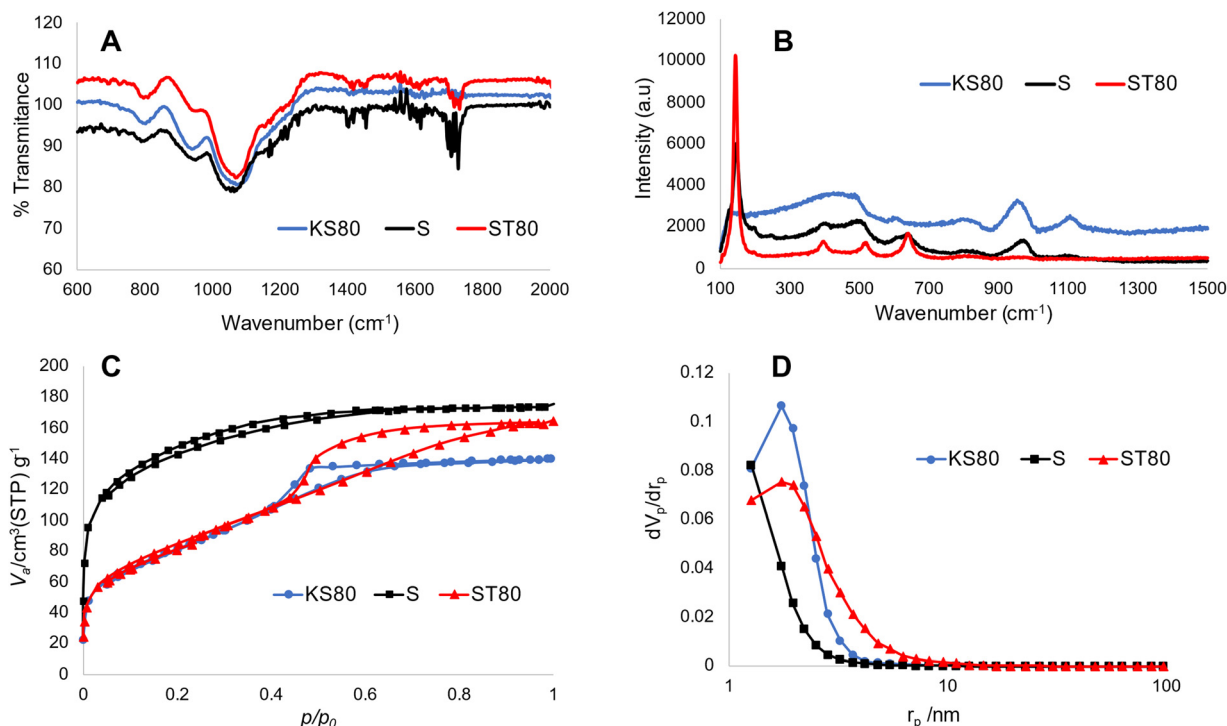 A
120
110
100
90
80
70
60
% Transmitance
KS80 S ST80
600 800 1000 1200 1400 1600 1800 2000
Wavenumber (cm⁻¹)
B
12000
10000
8000
6000
4000
2000
0
Intensity (a.u)
KS80 S ST80
100 300 500 700 900 1100 1300 1500
Wavenumber (cm⁻¹)
C
200
180
160
140
120
100
80
60
40
20
0
Vₐ/cm³(STP) g⁻¹
KS80 S ST80
0 0.2 0.4 0.6 0.8 1
p/p₀
D
0.12
0.1
0.08
0.06
0.04
0.02
0
dVₚ/drₚ
KS80 S ST80
1 10 100
rₚ /nm